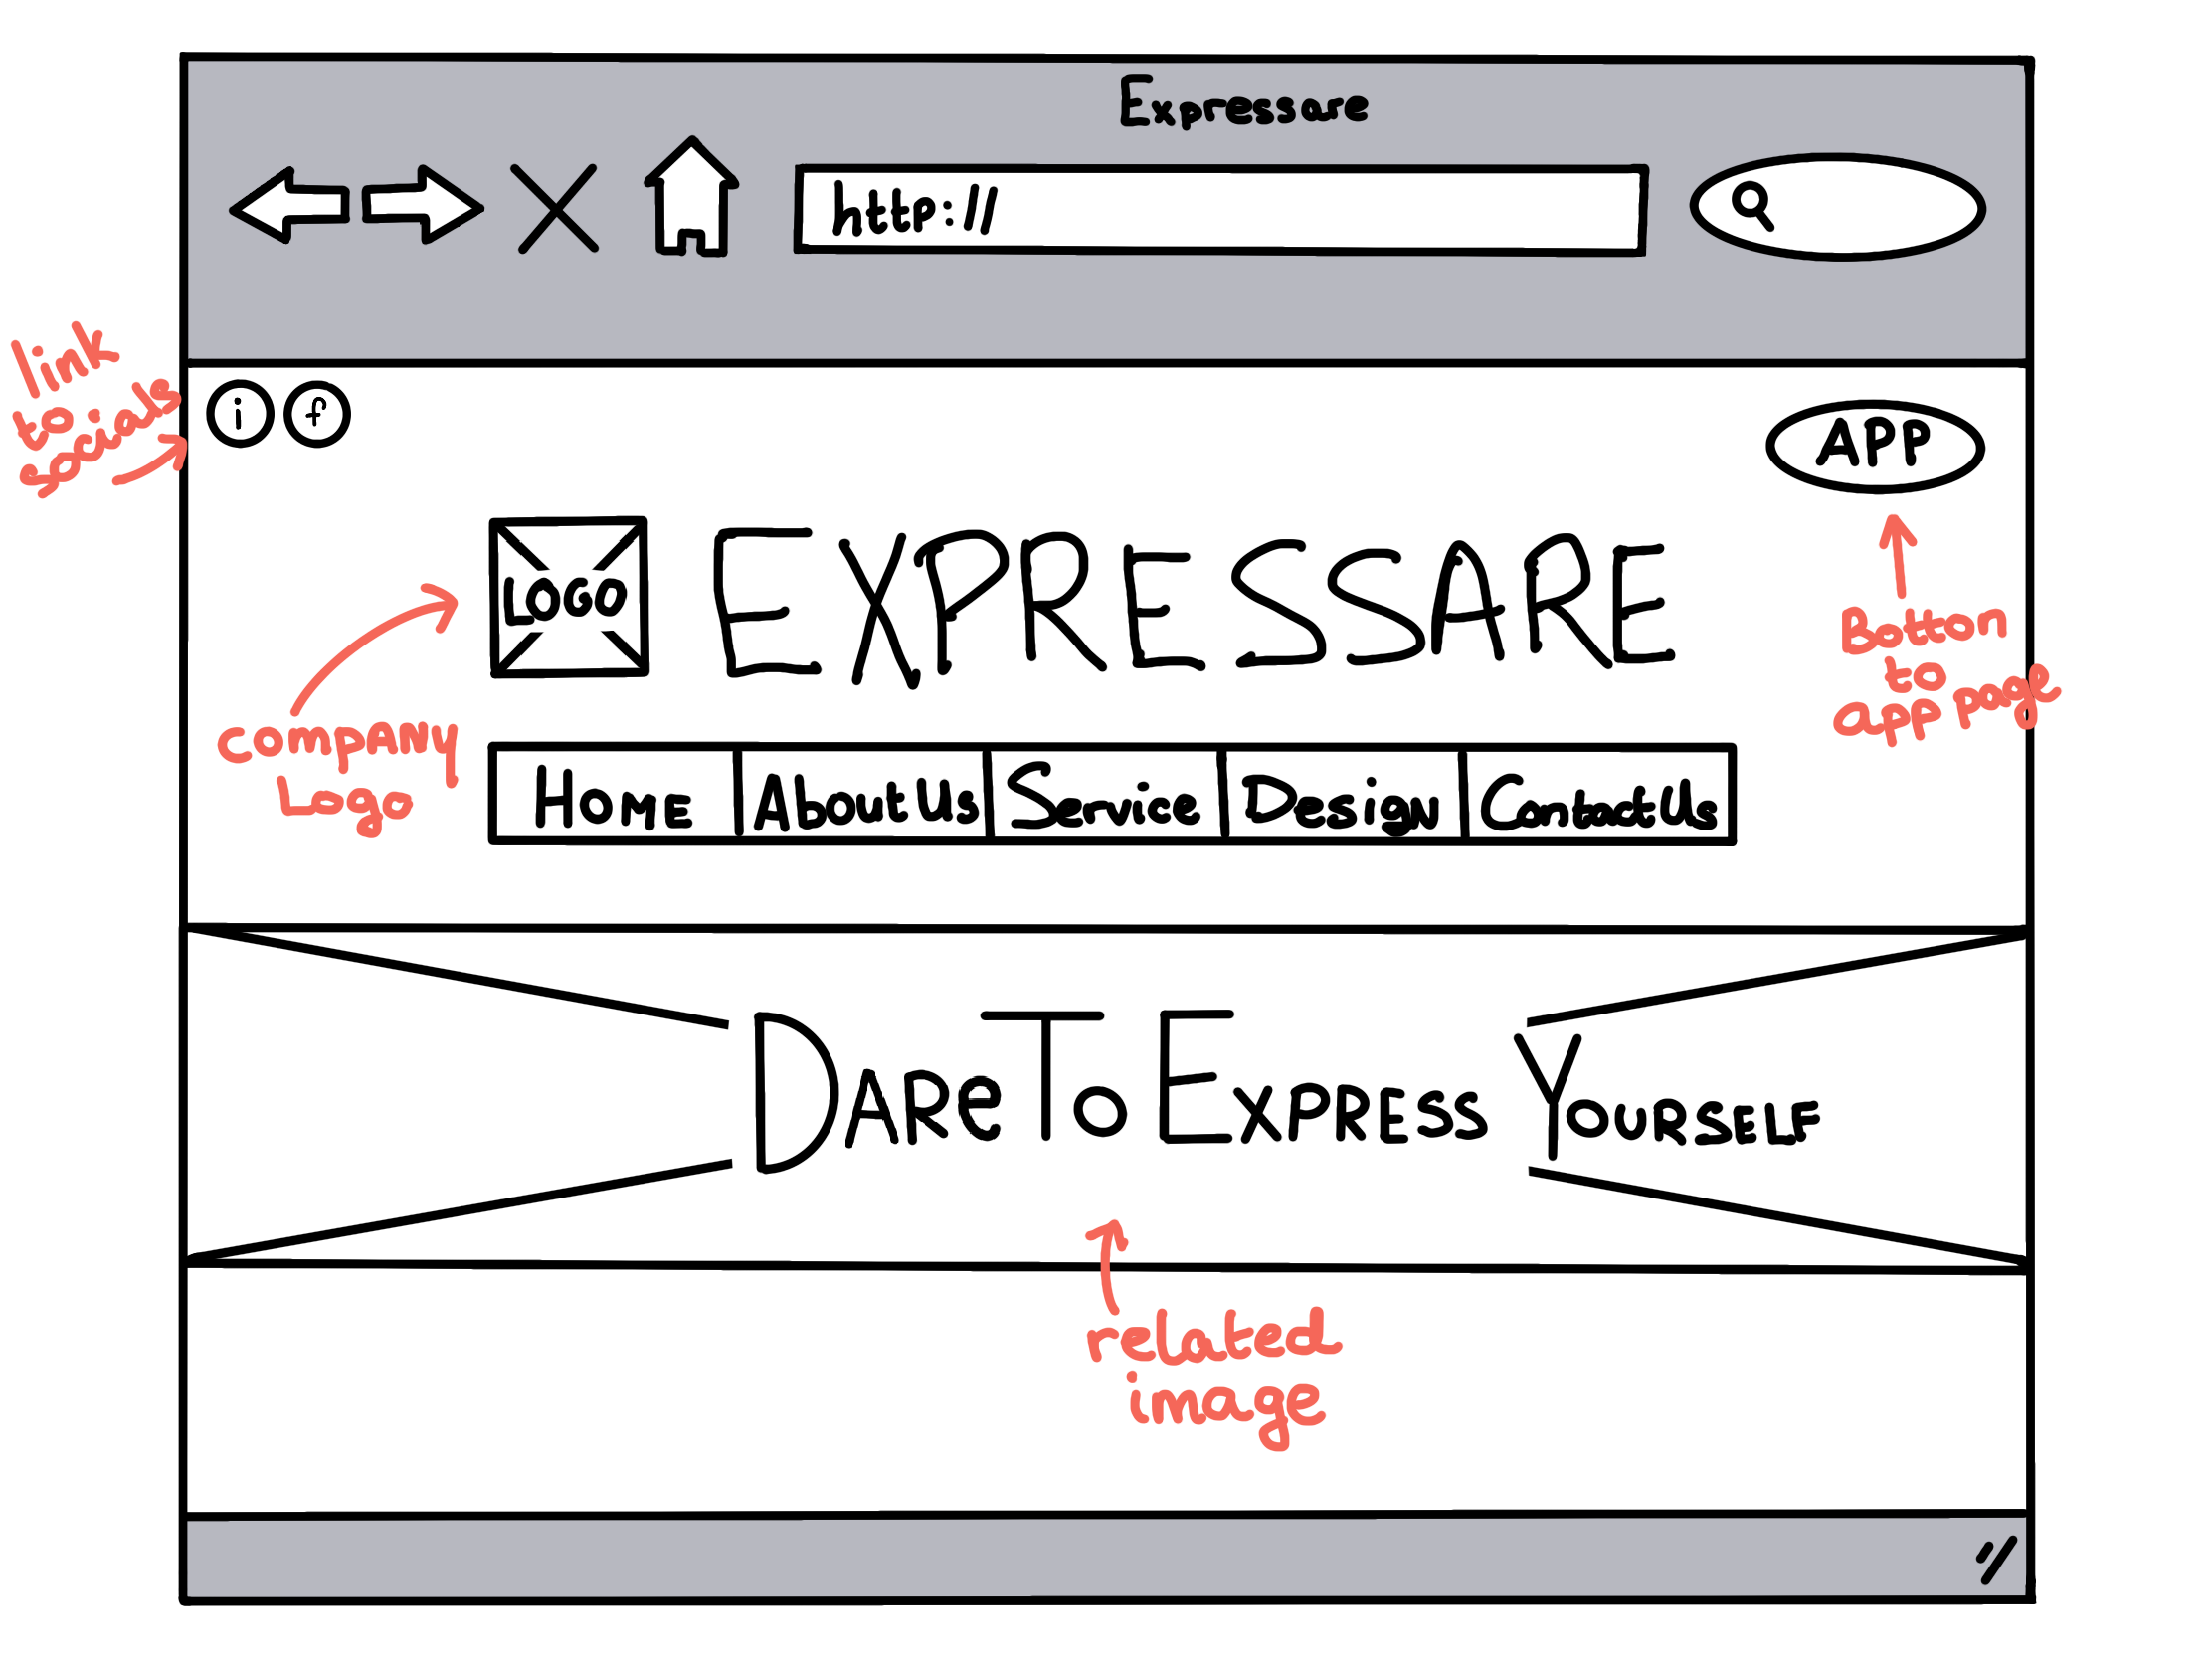 Expressare
http://
link
to
socials
i f
APP
LOGO EXPRESSARE
Botton
to
app page
COMPANY
Logo
HOME About Us Service Design Contact Us
DARe To EXPRESS YOURSELF
related
image